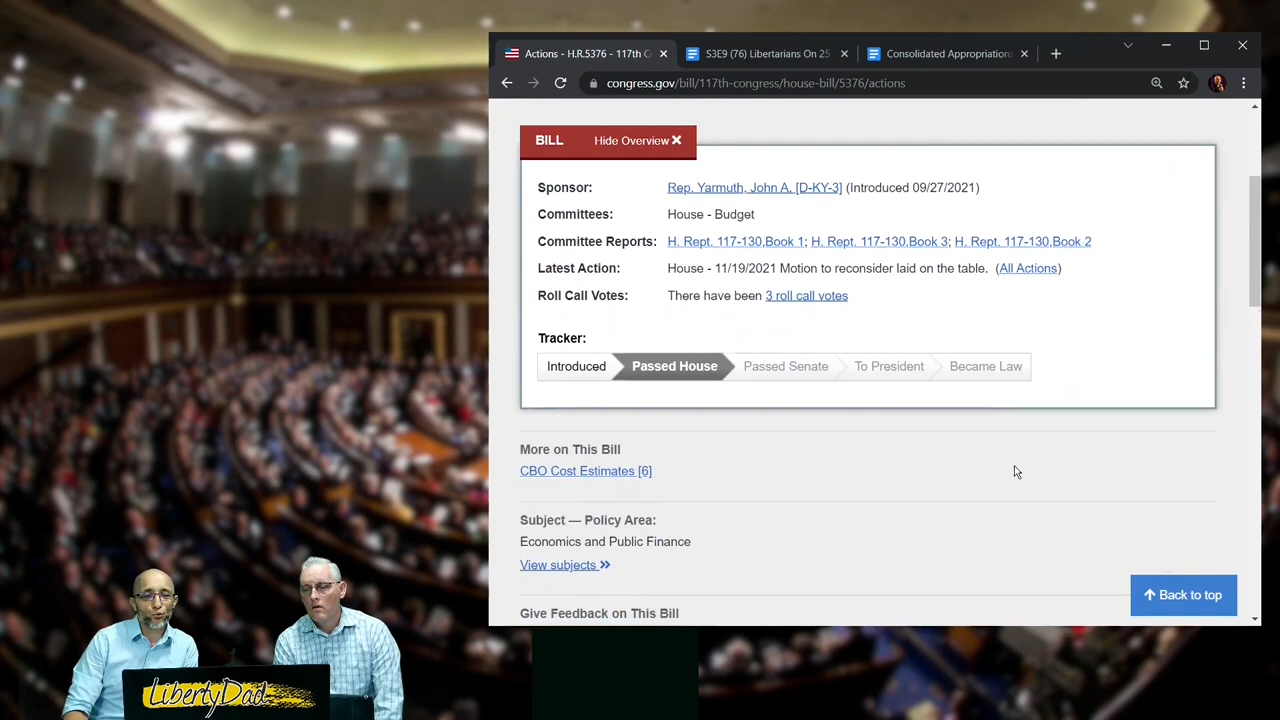 Actions - H.R.5376 - 117th C
S3E9 (76) Libertarians On 25
Consolidated Appropriations
congress.gov/bill/117th-congress/house-bill/5376/actions
BILL Hide Overview
Sponsor: Rep. Yarmuth, John A. [D-KY-3] (Introduced 09/27/2021)
Committees: House - Budget
Committee Reports: H. Rept. 117-130,Book 1; H. Rept. 117-130,Book 3; H. Rept. 117-130,Book 2
Latest Action: House - 11/19/2021 Motion to reconsider laid on the table. (All Actions)
Roll Call Votes: There have been 3 roll call votes
Tracker:
Introduced Passed House Passed Senate To President Became Law
More on This Bill
CBO Cost Estimates [6]
Subject — Policy Area:
Economics and Public Finance
View subjects »
Give Feedback on This Bill
Back to top
LibertyDad